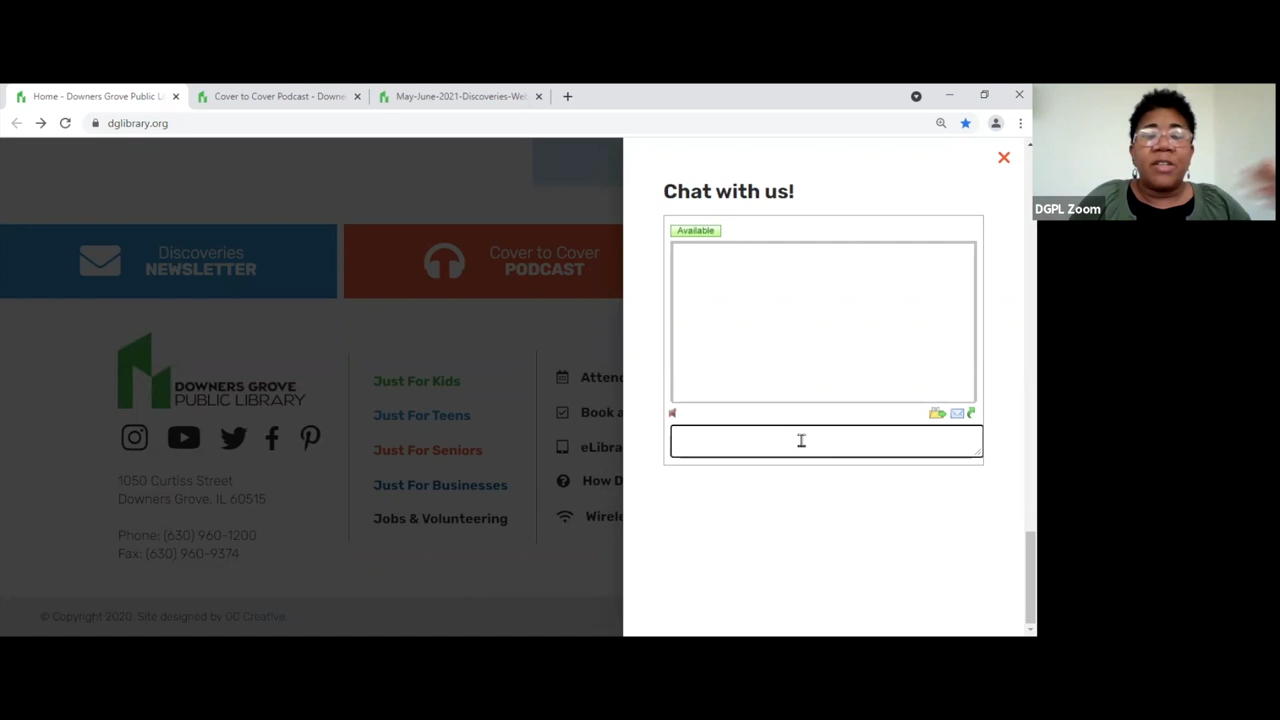 Home - Downers Grove Public Li
Cover to Cover Podcast - Downe
May-June-2021-Discoveries-Web
dglibrary.org
Chat with us!
Available
DGPL Zoom
Discoveries
NEWSLETTER
Cover to Cover
PODCAST
DOWNERS GROVE
PUBLIC LIBRARY
1050 Curtiss Street
Downers Grove, IL 60515
Phone: (630) 960-1200
Fax: (630) 960-9374
Just For Kids
Just For Teens
Just For Seniors
Just For Businesses
Jobs & Volunteering
Atten
Book a
eLibra
How D
Wirele
© Copyright 2020. Site designed by OC Creative.